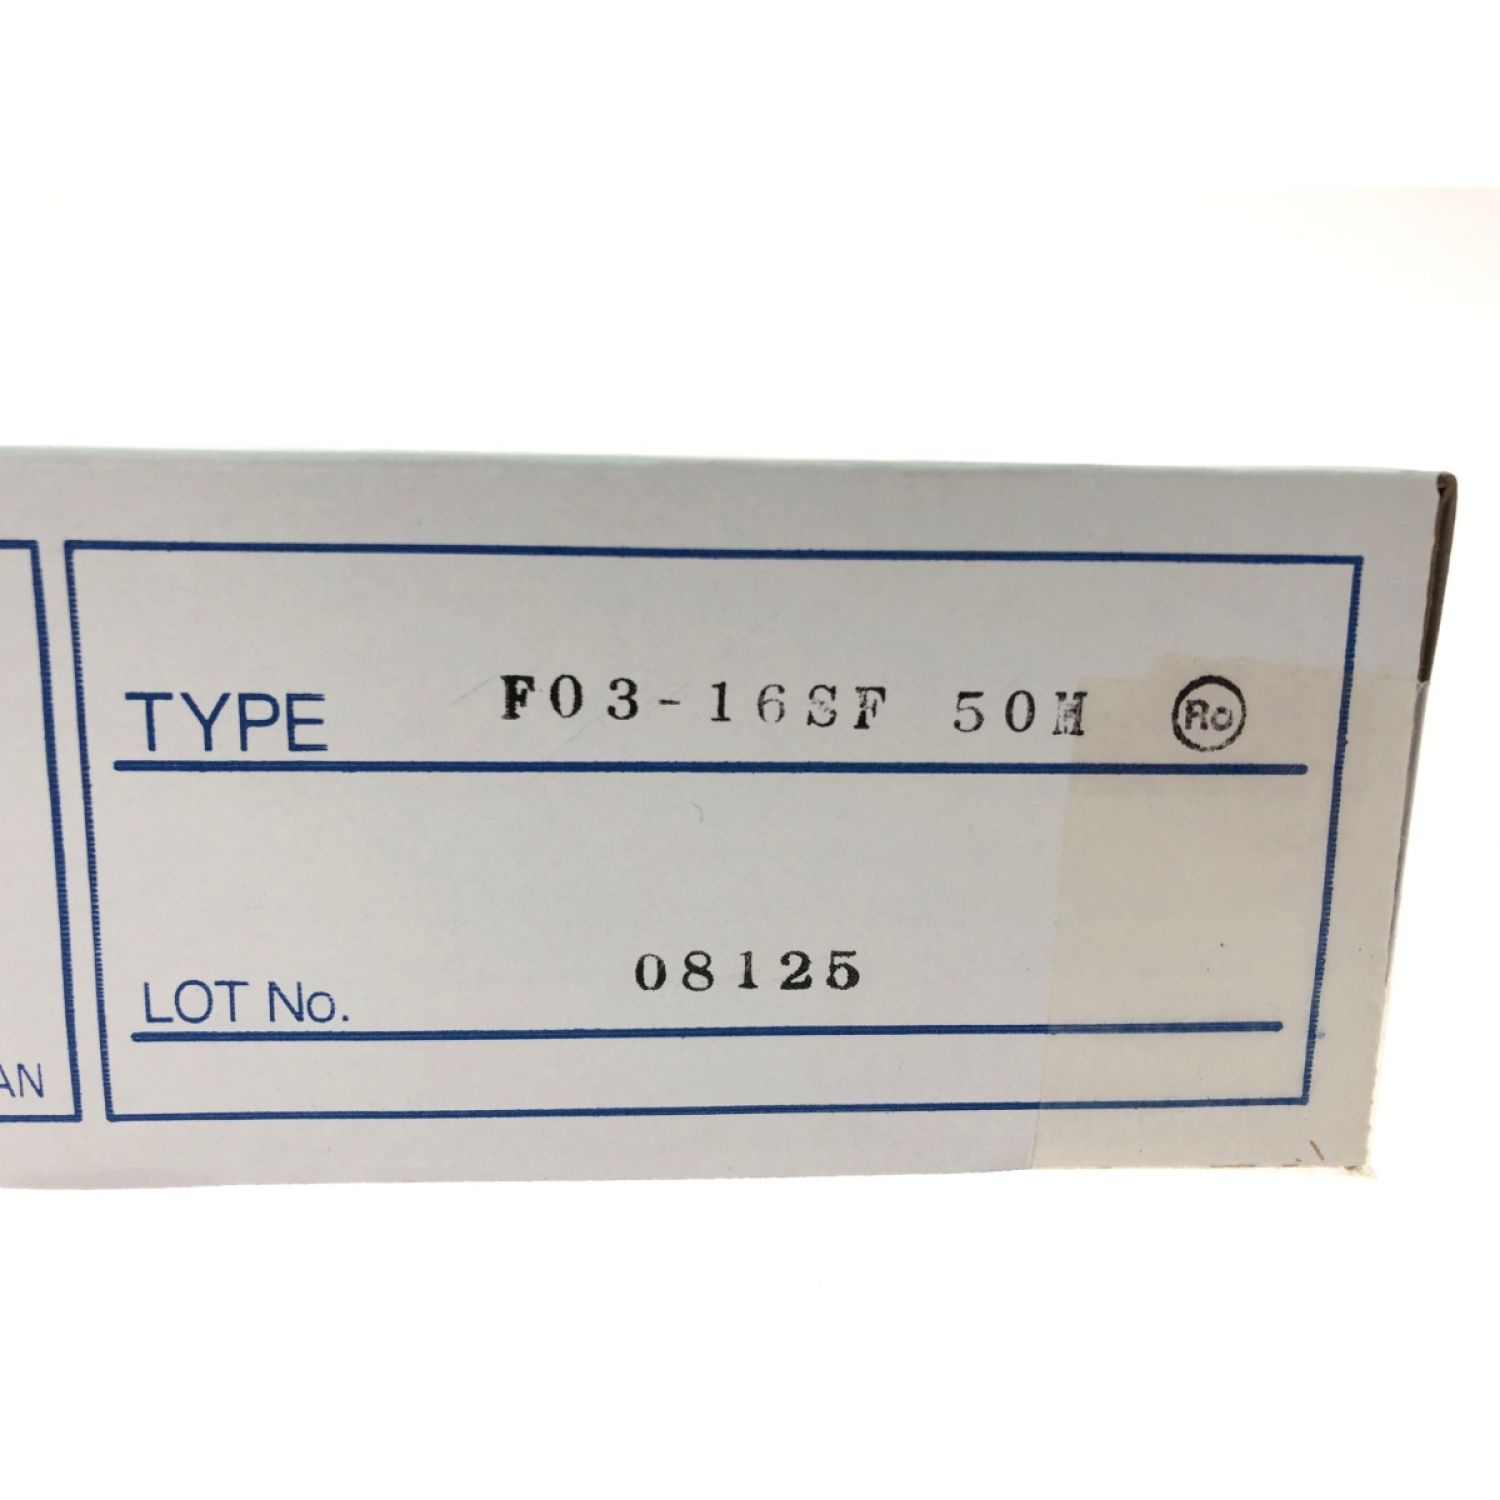 TYPE F03-16SF 50M Ro
LOT No. 08125
AN